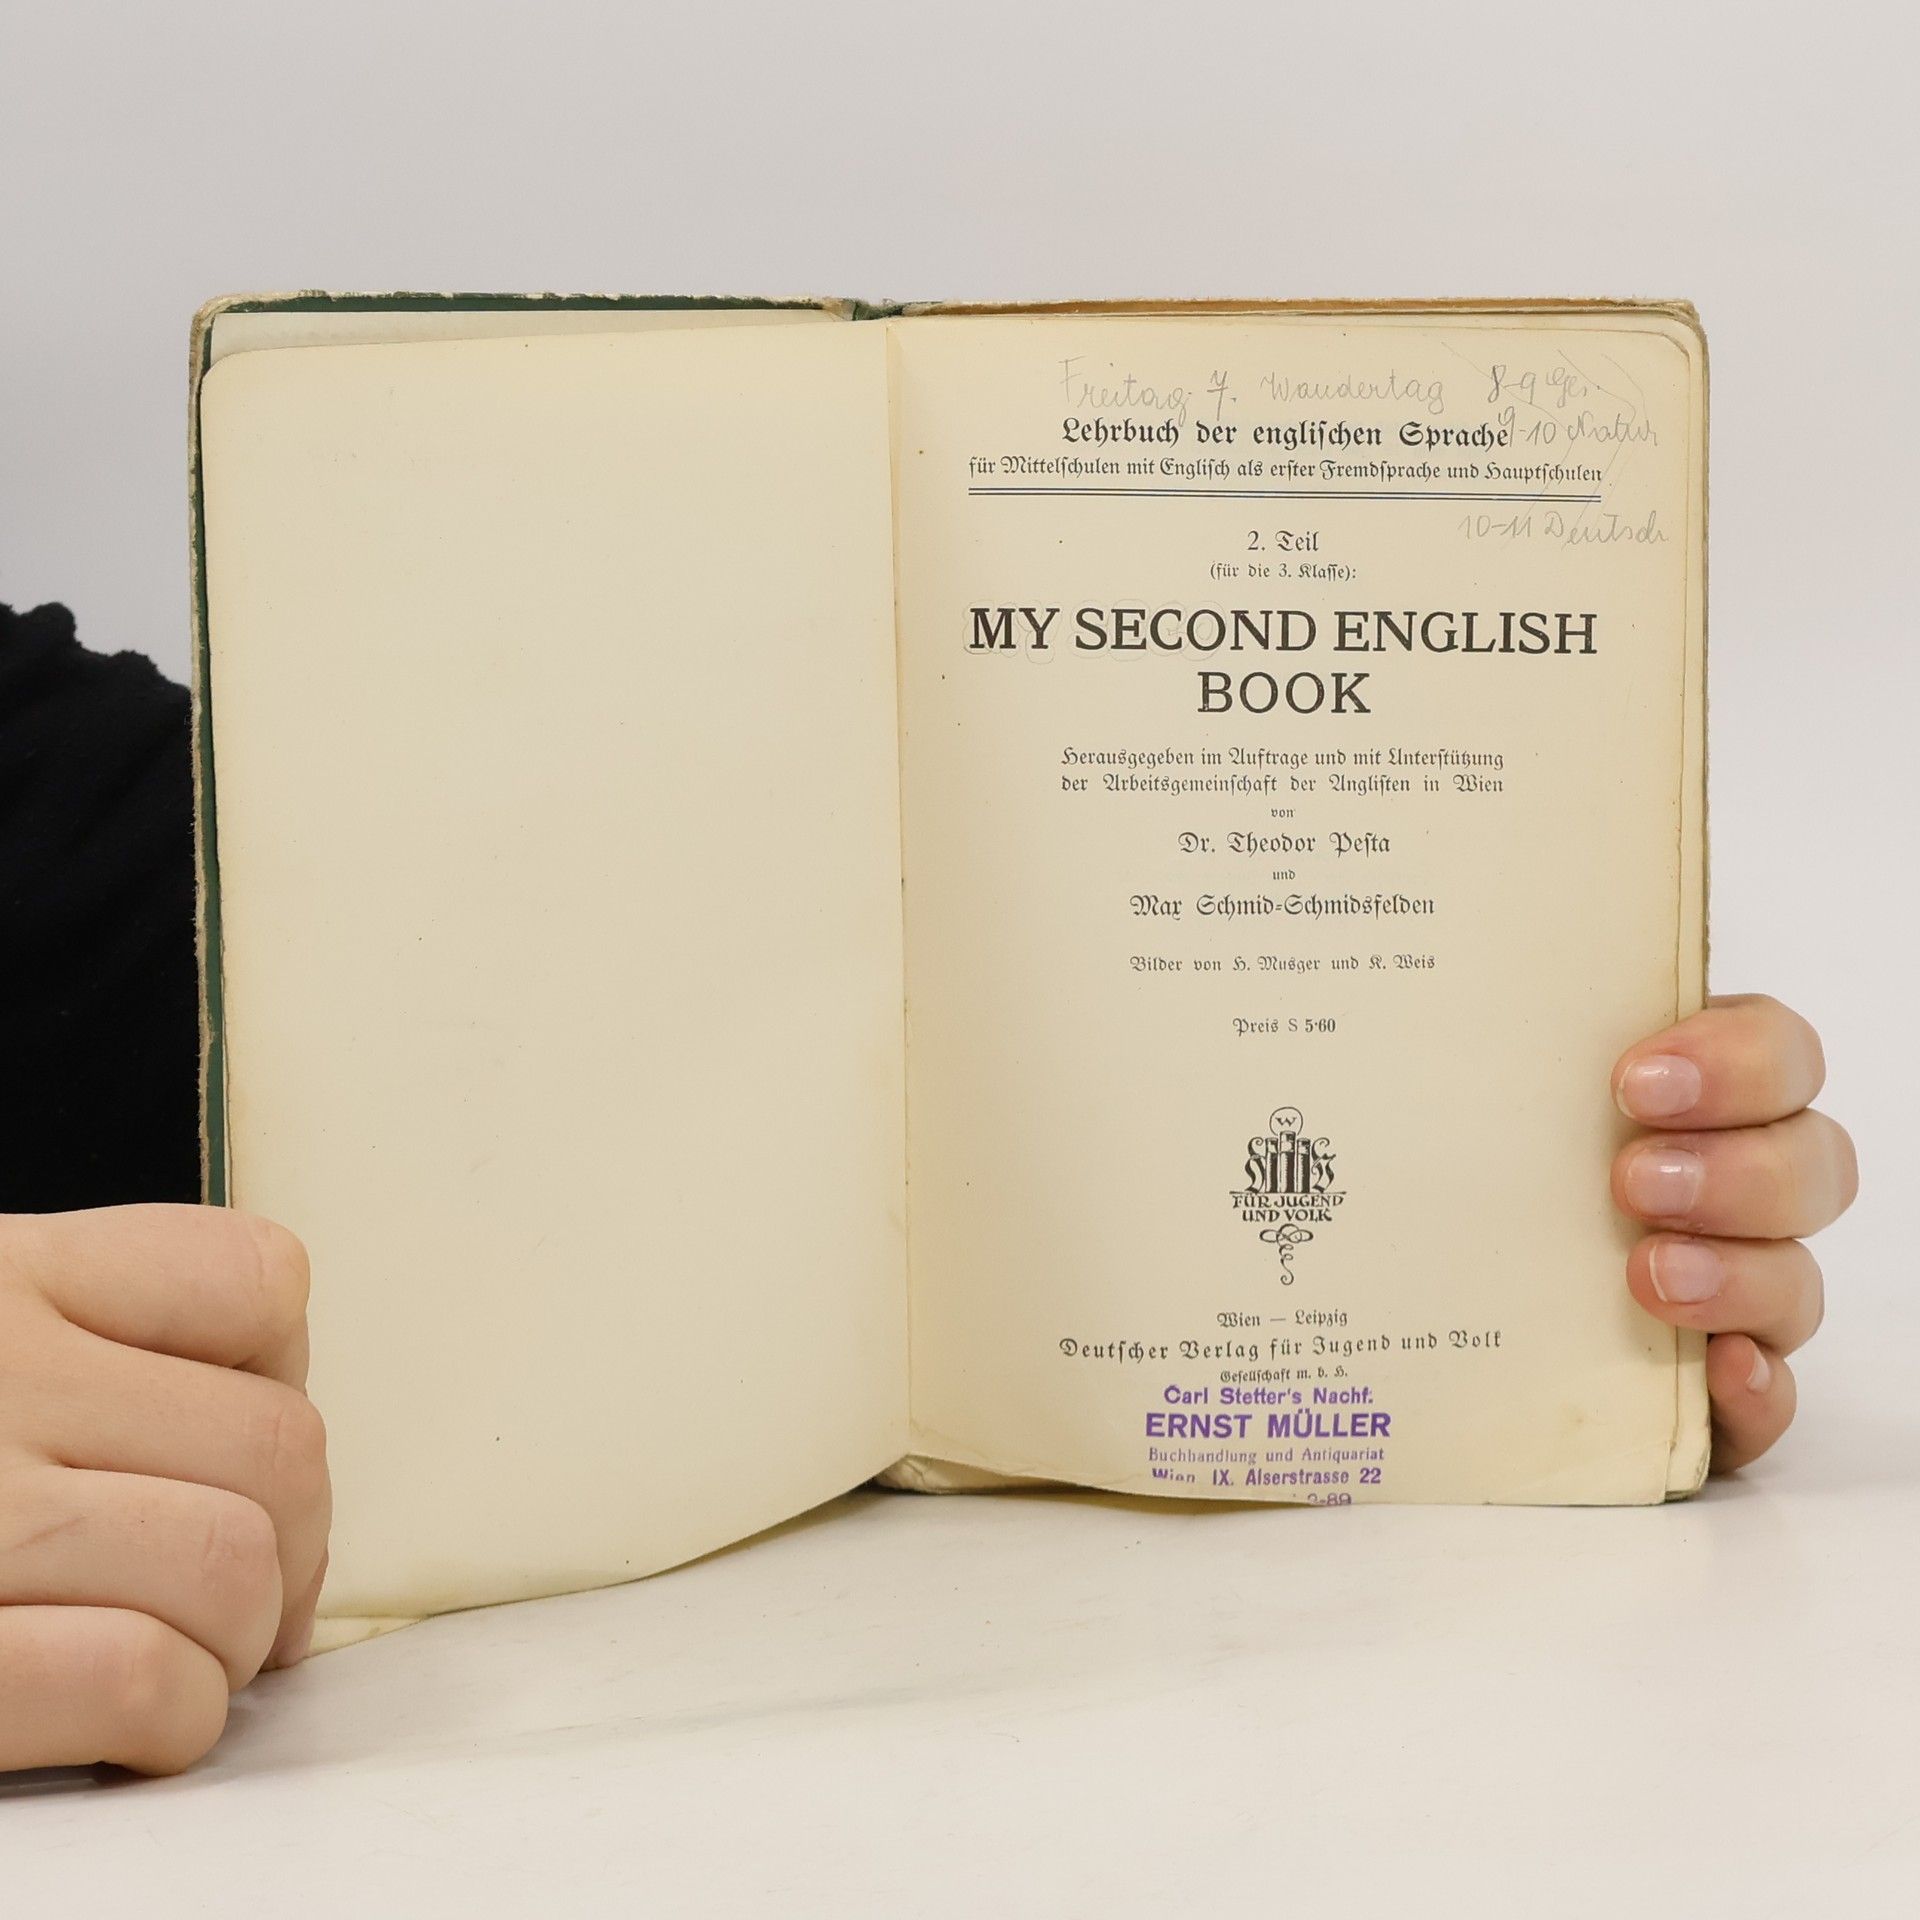 Freitag 7. Wandertag 8-9 Ges.
Lehrbuch der englischen Sprache
9-10 Natur
für Mittelschulen mit Englisch als erster Fremdsprache und Hauptschulen
10-11 Deutsch
2. Teil
(für die 3. Klasse):
MY SECOND ENGLISH
BOOK
Herausgegeben im Auftrage und mit Unterstützung
der Arbeitsgemeinschaft der Anglisten in Wien
von
Dr. Theodor Pesta
und
Max Schmid-Schmidsfelden
Bilder von H. Musger und K. Weis
Preis S 5·60
W
FÜR JUGEND
UND VOLK
Wien — Leipzig
Deutscher Verlag für Jugend und Volk
Gesellschaft m. b. H.
Carl Stetter's Nachf.
ERNST MÜLLER
Buchhandlung und Antiquariat
Wien, IX. Alserstrasse 22